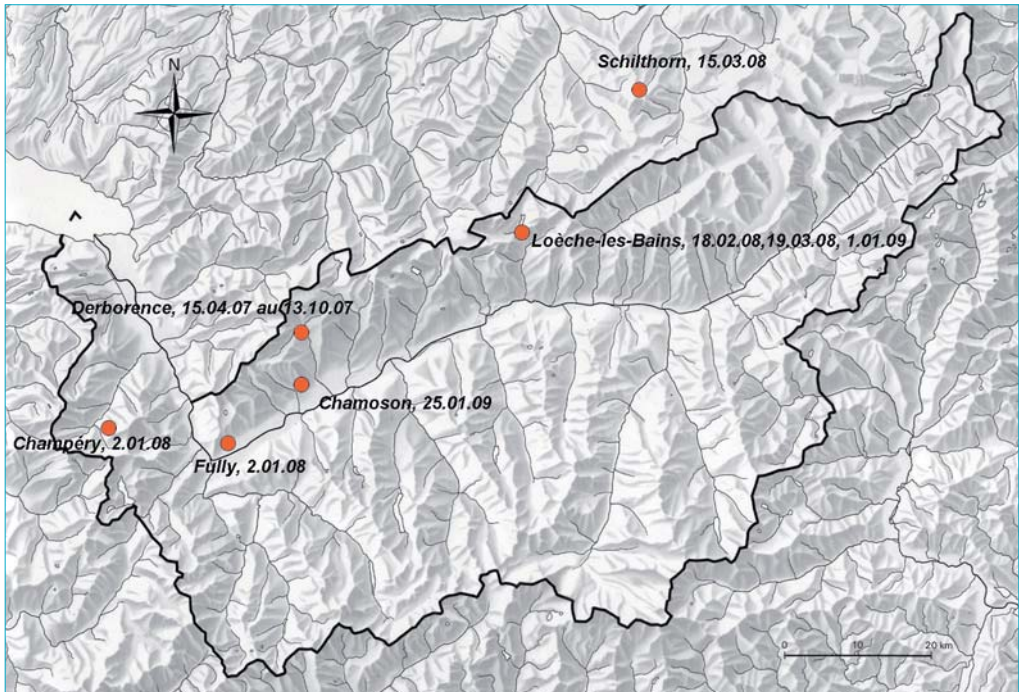 N
Schilthorn, 15.03.08
Loèche-les-Bains, 18.02.08,19.03.08, 1.01.09
Derborence, 15.04.07 au 13.10.07
Chamoson, 25.01.09
Champéry, 2.01.08
Fully, 2.01.08
0 10 20 km